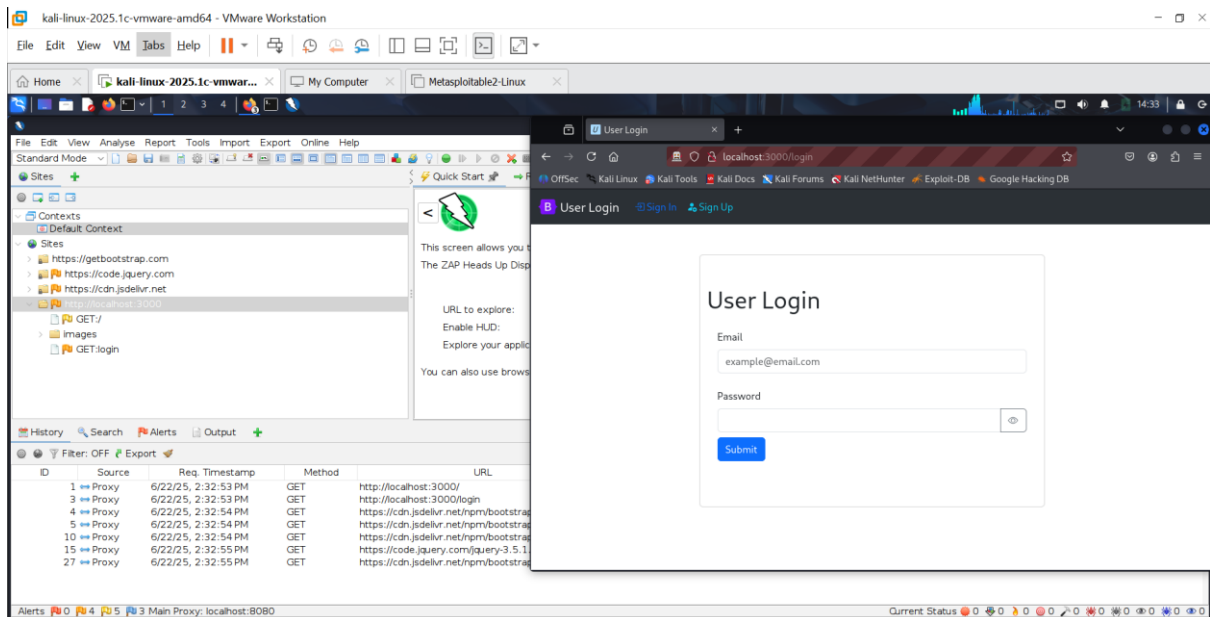 kali-linux-2025.1c-vmware-amd64 - VMware Workstation
File Edit View VM Tabs Help
Home kali-linux-2025.1c-vmwar... My Computer Metasploitable2-Linux
1 2 3 4 14:33
File Edit View Analyse Report Tools Import Export Online Help
Standard Mode
Sites
Quick Start
Contexts
Default Context
Sites
https://getbootstrap.com
https://code.jquery.com
https://cdn.jsdelivr.net
http://localhost:3000
GET:/
images
GET:login
This screen allows you t
The ZAP Heads Up Disp
URL to explore:
Enable HUD:
Explore your applic
You can also use brows
User Login
localhost:3000/login
OffSec Kali Linux Kali Tools Kali Docs Kali Forums Kali NetHunter Exploit-DB Google Hacking DB
B User Login Sign In Sign Up
User Login
Email
example@email.com
Password
Submit
History Search Alerts Output
Filter: OFF Export
ID Source Req. Timestamp Method URL
1 Proxy 6/22/25, 2:32:53 PM GET http://localhost:3000/
3 Proxy 6/22/25, 2:32:53 PM GET http://localhost:3000/login
4 Proxy 6/22/25, 2:32:54 PM GET https://cdn.jsdelivr.net/npm/bootstrap
5 Proxy 6/22/25, 2:32:54 PM GET https://cdn.jsdelivr.net/npm/bootstrap
10 Proxy 6/22/25, 2:32:54 PM GET https://cdn.jsdelivr.net/npm/bootstrap
15 Proxy 6/22/25, 2:32:55 PM GET https://code.jquery.com/jquery-3.5.1.
27 Proxy 6/22/25, 2:32:55 PM GET https://cdn.jsdelivr.net/npm/bootstrap
Alerts 0 4 5 3 Main Proxy: localhost:8080
Current Status 0 0 0 0 0 0 0 0 0 0